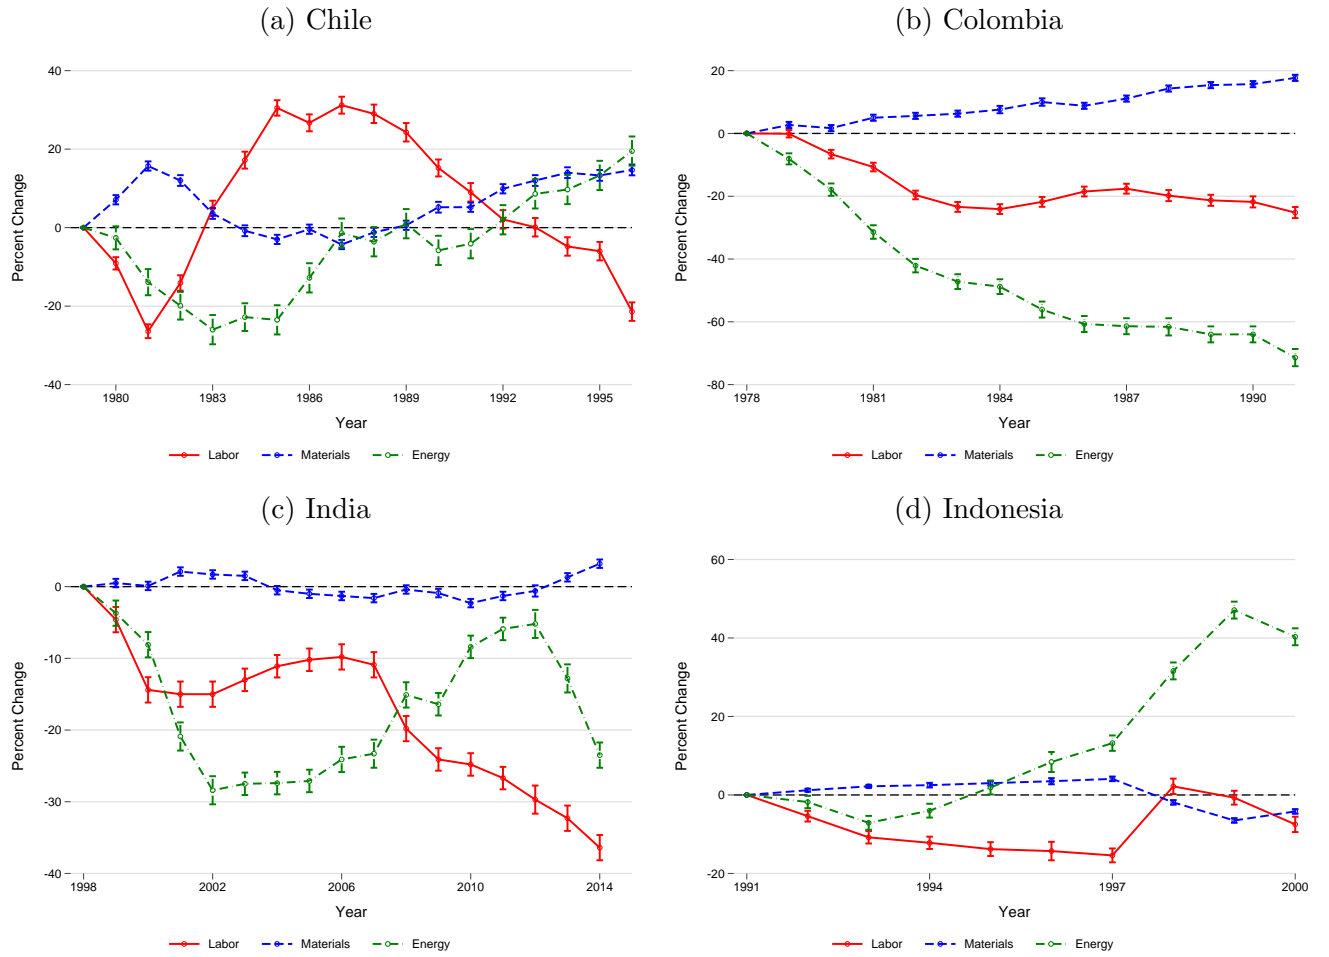 (a) Chile
40
20
0
-20
-40
Percent Change
1980 1983 1986 1989 1992 1995
Year
Labor Materials Energy
(b) Colombia
20
0
-20
-40
-60
-80
Percent Change
1978 1981 1984 1987 1990
Year
Labor Materials Energy
(c) India
0
-10
-20
-30
-40
Percent Change
1998 2002 2006 2010 2014
Year
Labor Materials Energy
(d) Indonesia
60
40
20
0
-20
Percent Change
1991 1994 1997 2000
Year
Labor Materials Energy